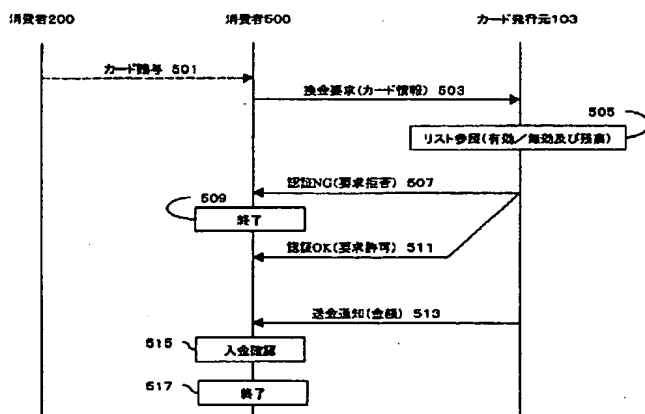 消費者200
消費者500
カード発行元103
カード贈与 501
換金要求(カード情報) 503
505
リスト参照(有効/無効及び残高)
認証NG(要求拒否) 507
509
終了
認証OK(要求許可) 511
送金通知(金額) 513
515
入金確認
517
終了